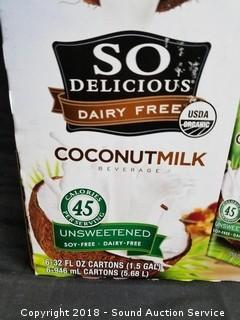 SO
DELICIOUS
DAIRY FREE
USDA
ORGANIC
COCONUTMILK
BEVERAGE
CALORIES
45
PER SERVING
UNSWEETENED
SOY-FREE • DAIRY-FREE
6-32 FL OZ CARTONS (1.5 GAL)
6-946 mL CARTONS (5.68 L)
Copyright 2018 - Sound Auction Service